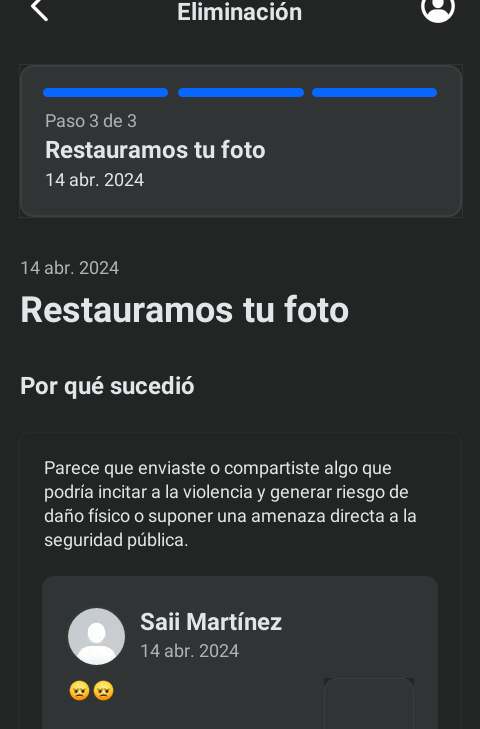 Eliminación
Paso 3 de 3
Restauramos tu foto
14 abr. 2024
14 abr. 2024
Restauramos tu foto
Por qué sucedió
Parece que enviaste o compartiste algo que
podría incitar a la violencia y generar riesgo de
daño físico o suponer una amenaza directa a la
seguridad pública.
Saii Martínez
14 abr. 2024
😞😞